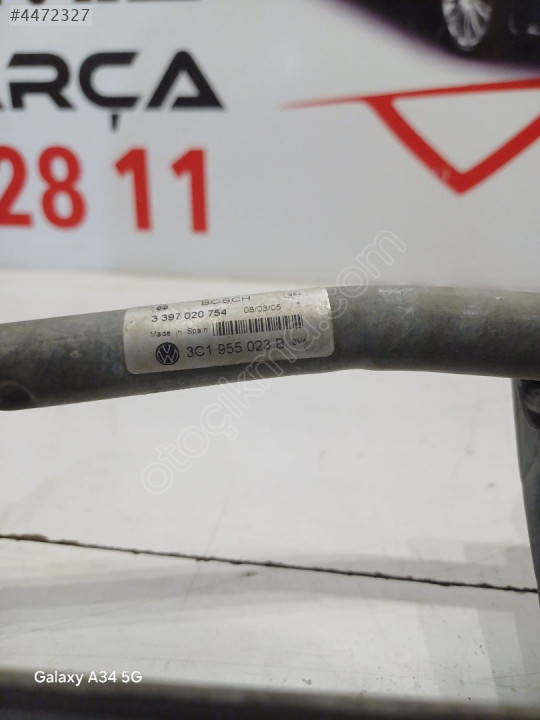 #4472327
ARÇA
28 11
BOSCH
3 397 020 754 08/03/05
Made in Spain
3C1 955 023 B
otoçıkma.com
Galaxy A34 5G